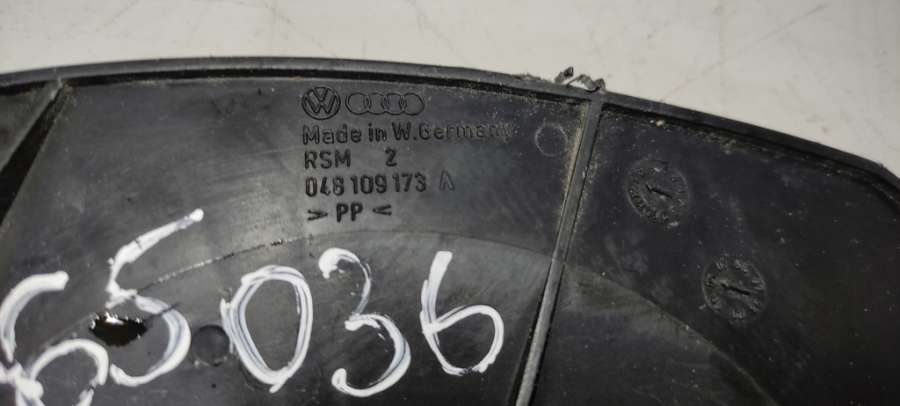 Made in W.Germany
RSM 2
048 109 173 A
> PP <
65036